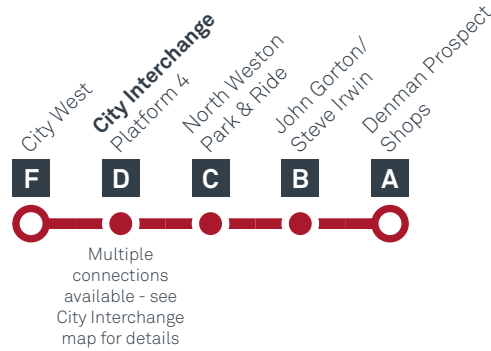 City West
City Interchange
Platform 4
North Weston
Park & Ride
John Gorton/
Steve Irwin
Denman Prospect
Shops
F
D
C
B
A
Multiple
connections
available - see
City Interchange
map for details